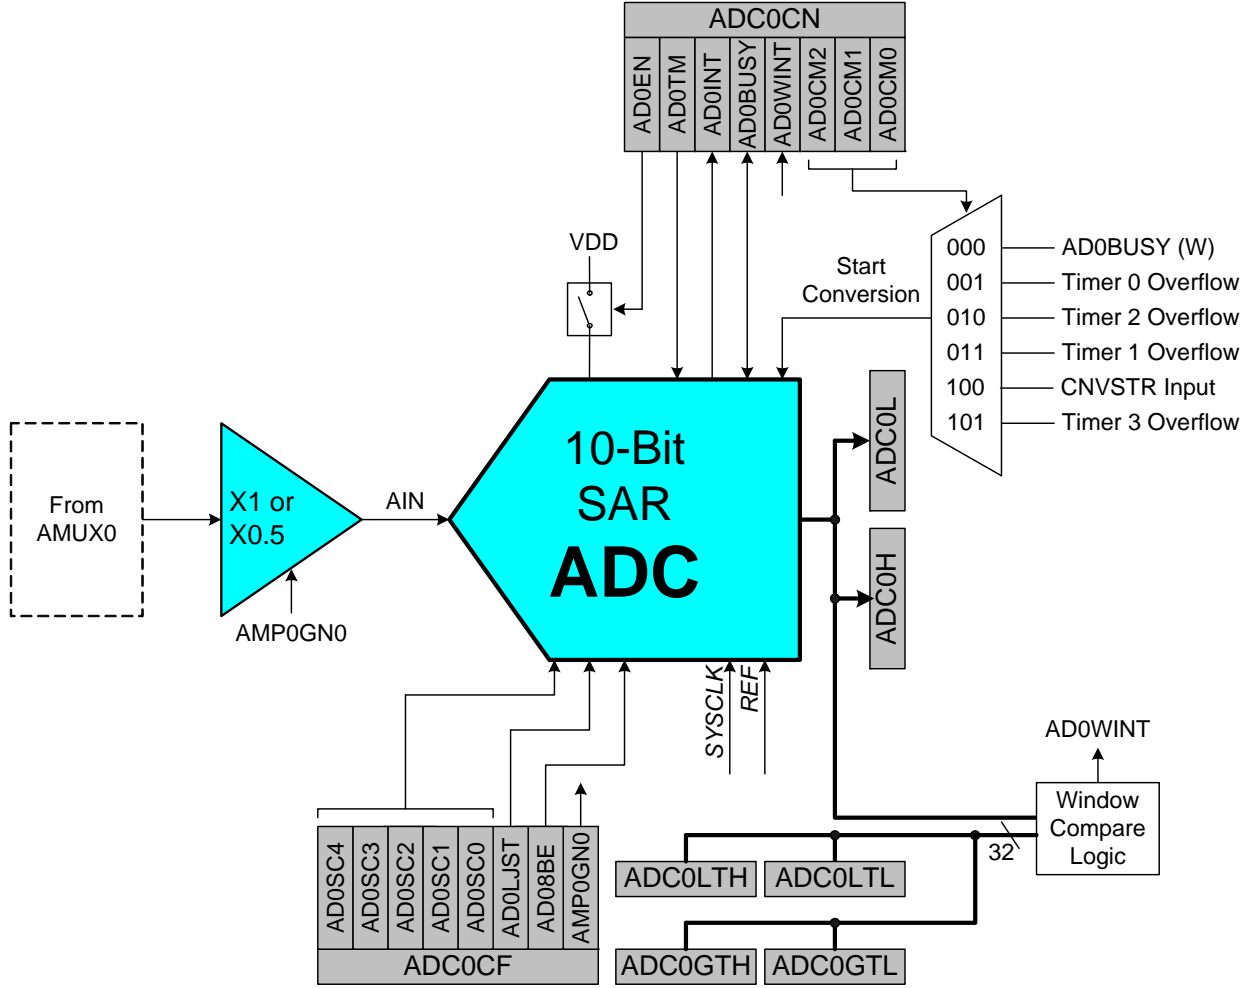 ADC0CN
AD0EN
AD0TM
AD0INT
AD0BUSY
AD0WINT
AD0CM2
AD0CM1
AD0CM0
VDD
Start
Conversion
000
001
010
011
100
101
AD0BUSY (W)
Timer 0 Overflow
Timer 2 Overflow
Timer 1 Overflow
CNVSTR Input
Timer 3 Overflow
From
AMUX0
X1 or
X0.5
AIN
AMP0GN0
10-Bit
SAR
ADC
ADC0L
ADC0H
SYSCLK
REF
AD0WINT
Window
Compare
Logic
32
AD0SC4
AD0SC3
AD0SC2
AD0SC1
AD0SC0
AD0LJST
AD08BE
AMP0GN0
ADC0CF
ADC0LTH
ADC0LTL
ADC0GTH
ADC0GTL